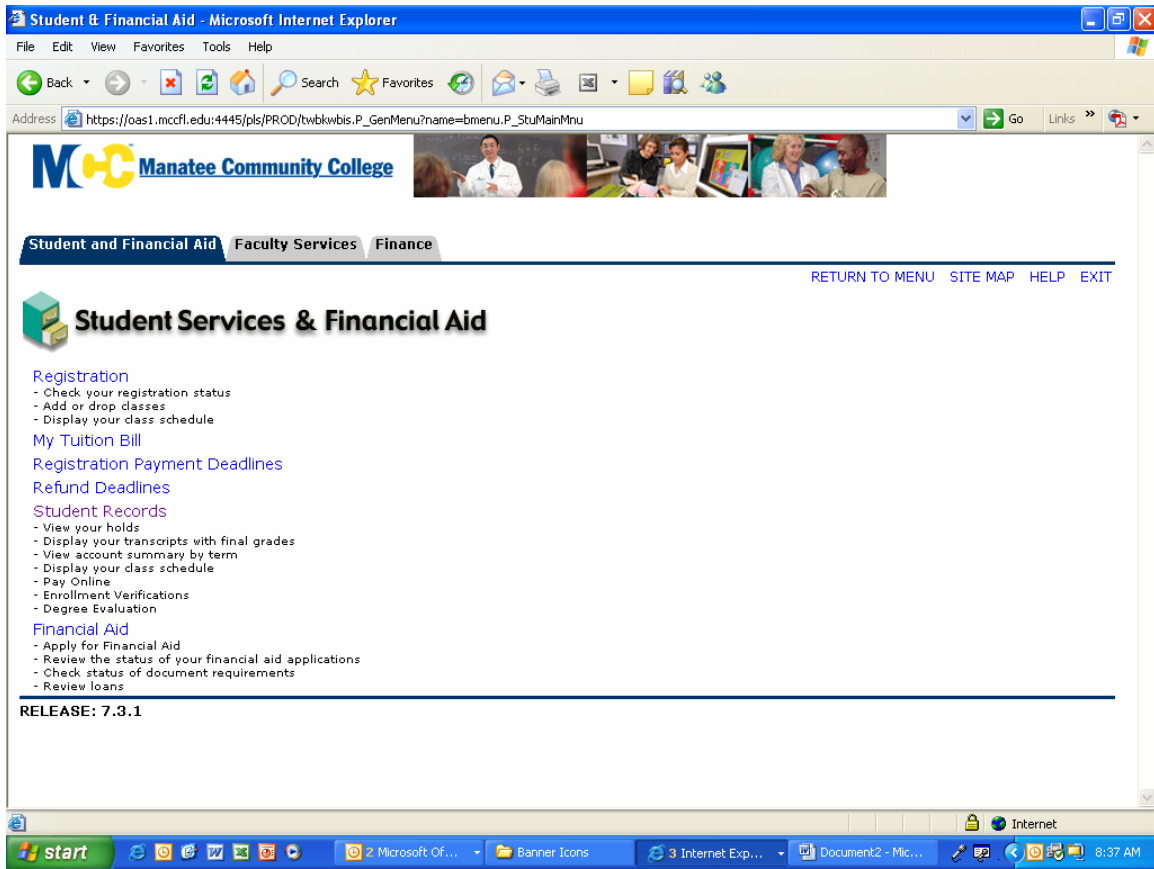 Student & Financial Aid - Microsoft Internet Explorer
File Edit View Favorites Tools Help
Back Search Favorites
Address https://oas1.mccfl.edu:4445/pls/PROD/twbkwbis.P_GenMenu?name=bmenu.P_StuMainMnu Go Links »
MCC Manatee Community College
Student and Financial Aid Faculty Services Finance
RETURN TO MENU SITE MAP HELP EXIT
Student Services & Financial Aid
Registration
- Check your registration status
- Add or drop classes
- Display your class schedule
My Tuition Bill
Registration Payment Deadlines
Refund Deadlines
Student Records
- View your holds
- Display your transcripts with final grades
- View account summary by term
- Display your class schedule
- Pay Online
- Enrollment Verifications
- Degree Evaluation
Financial Aid
- Apply for Financial Aid
- Review the status of your financial aid applications
- Check status of document requirements
- Review loans
RELEASE: 7.3.1
Internet
start 2 Microsoft Of... Banner Icons 3 Internet Exp... Document2 - Mic... 8:37 AM